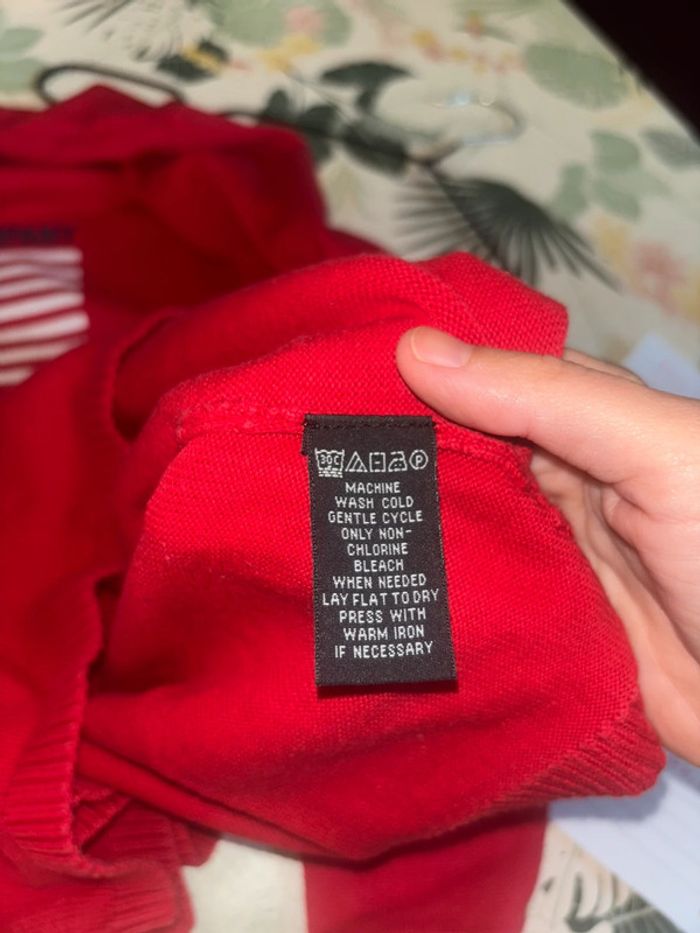 30C P
MACHINE
WASH COLD
GENTLE CYCLE
ONLY NON-
CHLORINE
BLEACH
WHEN NEEDED
LAY FLAT TO DRY
PRESS WITH
WARM IRON
IF NECESSARY